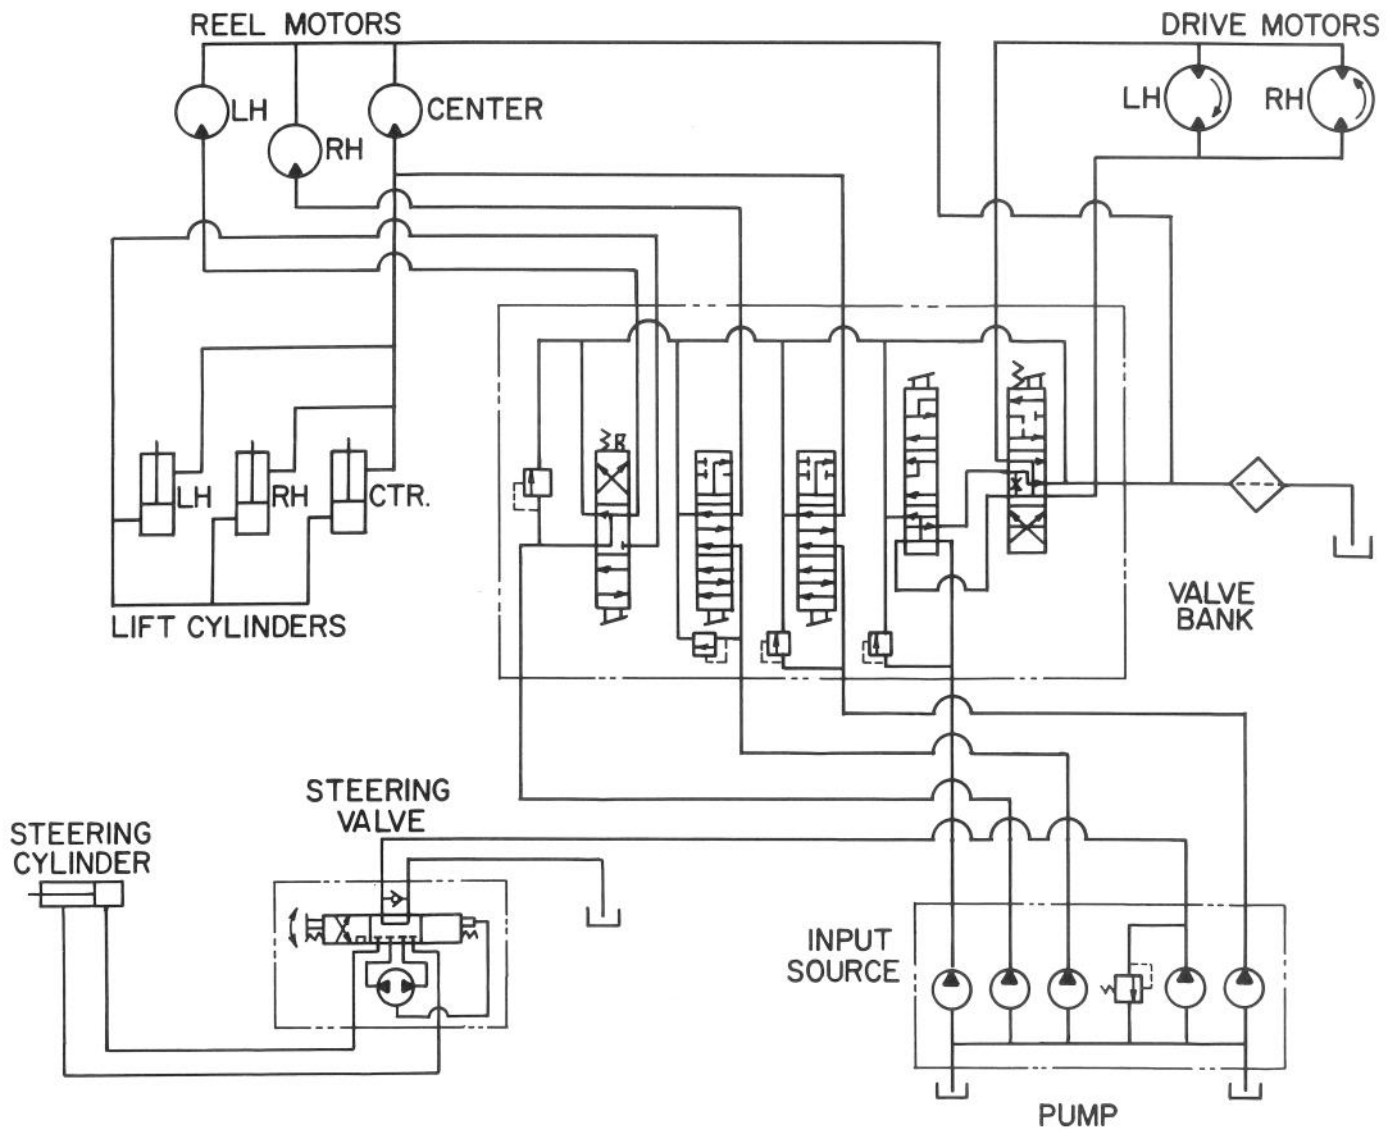 REEL MOTORS
DRIVE MOTORS
LH
CENTER
RH
LH
RH
LH
RH
CTR.
LIFT CYLINDERS
VALVE
BANK
STEERING
VALVE
STEERING
CYLINDER
INPUT
SOURCE
PUMP